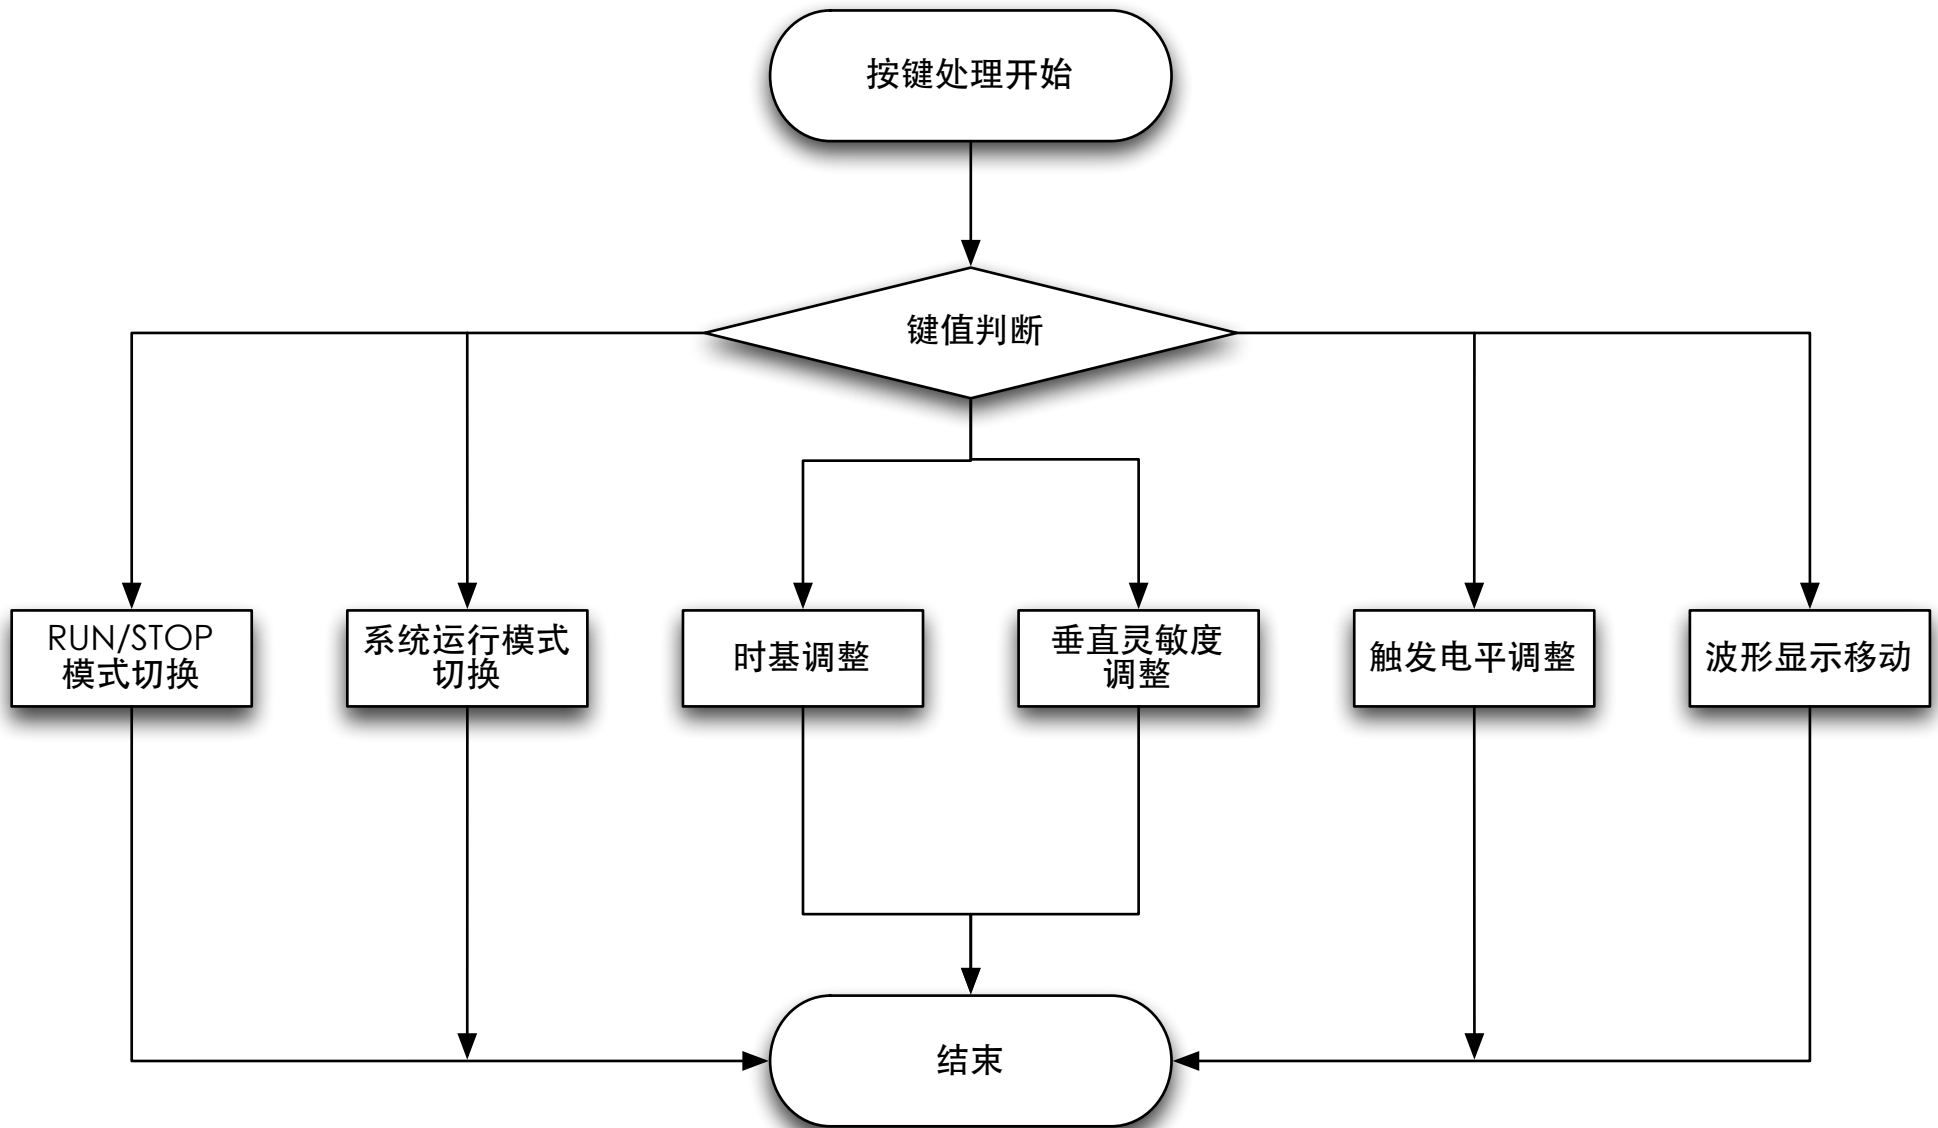 按键处理开始
键值判断
RUN/STOP
模式切换
系统运行模式
切换
时基调整
垂直灵敏度
调整
触发电平调整
波形显示移动
结束